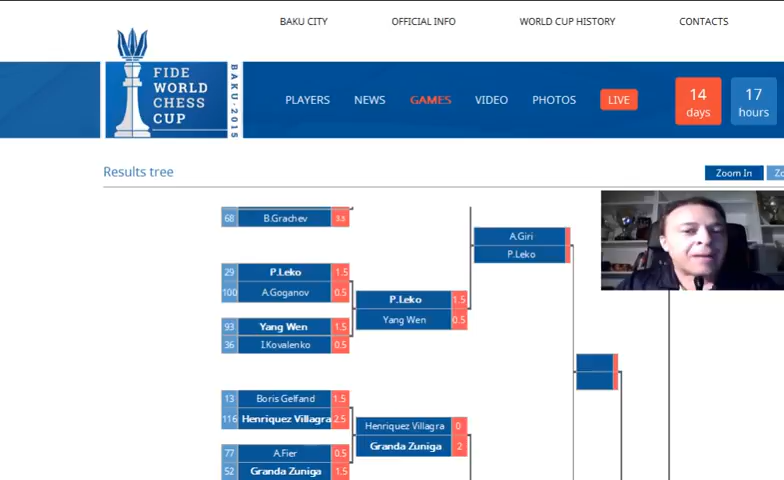 BAKU CITY
OFFICIAL INFO
WORLD CUP HISTORY
CONTACTS
FIDE
WORLD
CHESS
CUP
BAKU·2015
PLAYERS
NEWS
GAMES
VIDEO
PHOTOS
LIVE
14
days
17
hours
Results tree
Zoom In
Zo
68 B.Grachev 3.5
29 P.Leko 1.5
100 A.Goganov 0.5
93 Yang Wen 1.5
36 I.Kovalenko 0.5
13 Boris Gelfand 1.5
116 Henriquez Villagra 2.5
77 A.Fier 0.5
52 Granda Zuniga 1.5
P.Leko 1.5
Yang Wen 0.5
Henriquez Villagra 0
Granda Zuniga 2
A.Giri
P.Leko